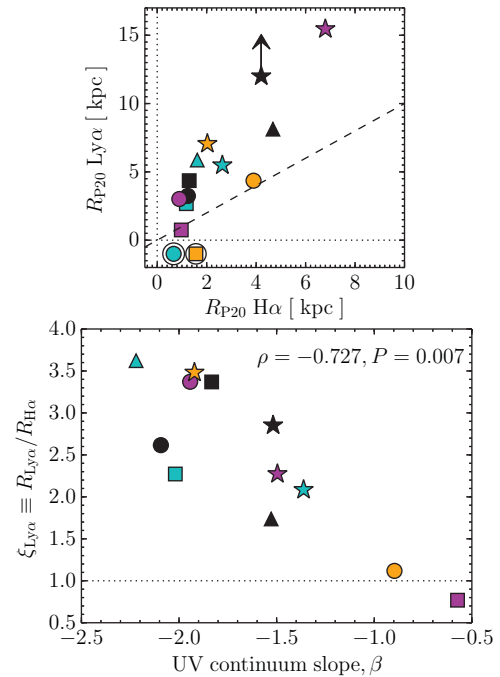 15
10
5
0
R_P20 Lyα [ kpc ]
0 2 4 6 8 10
R_P20 Hα [ kpc ]
4.0
3.5
3.0
2.5
2.0
1.5
1.0
0.5
ξ_Lyα ≡ R_Lyα/R_Hα
ρ = −0.727, P = 0.007
−2.5 −2.0 −1.5 −1.0 −0.5
UV continuum slope, β